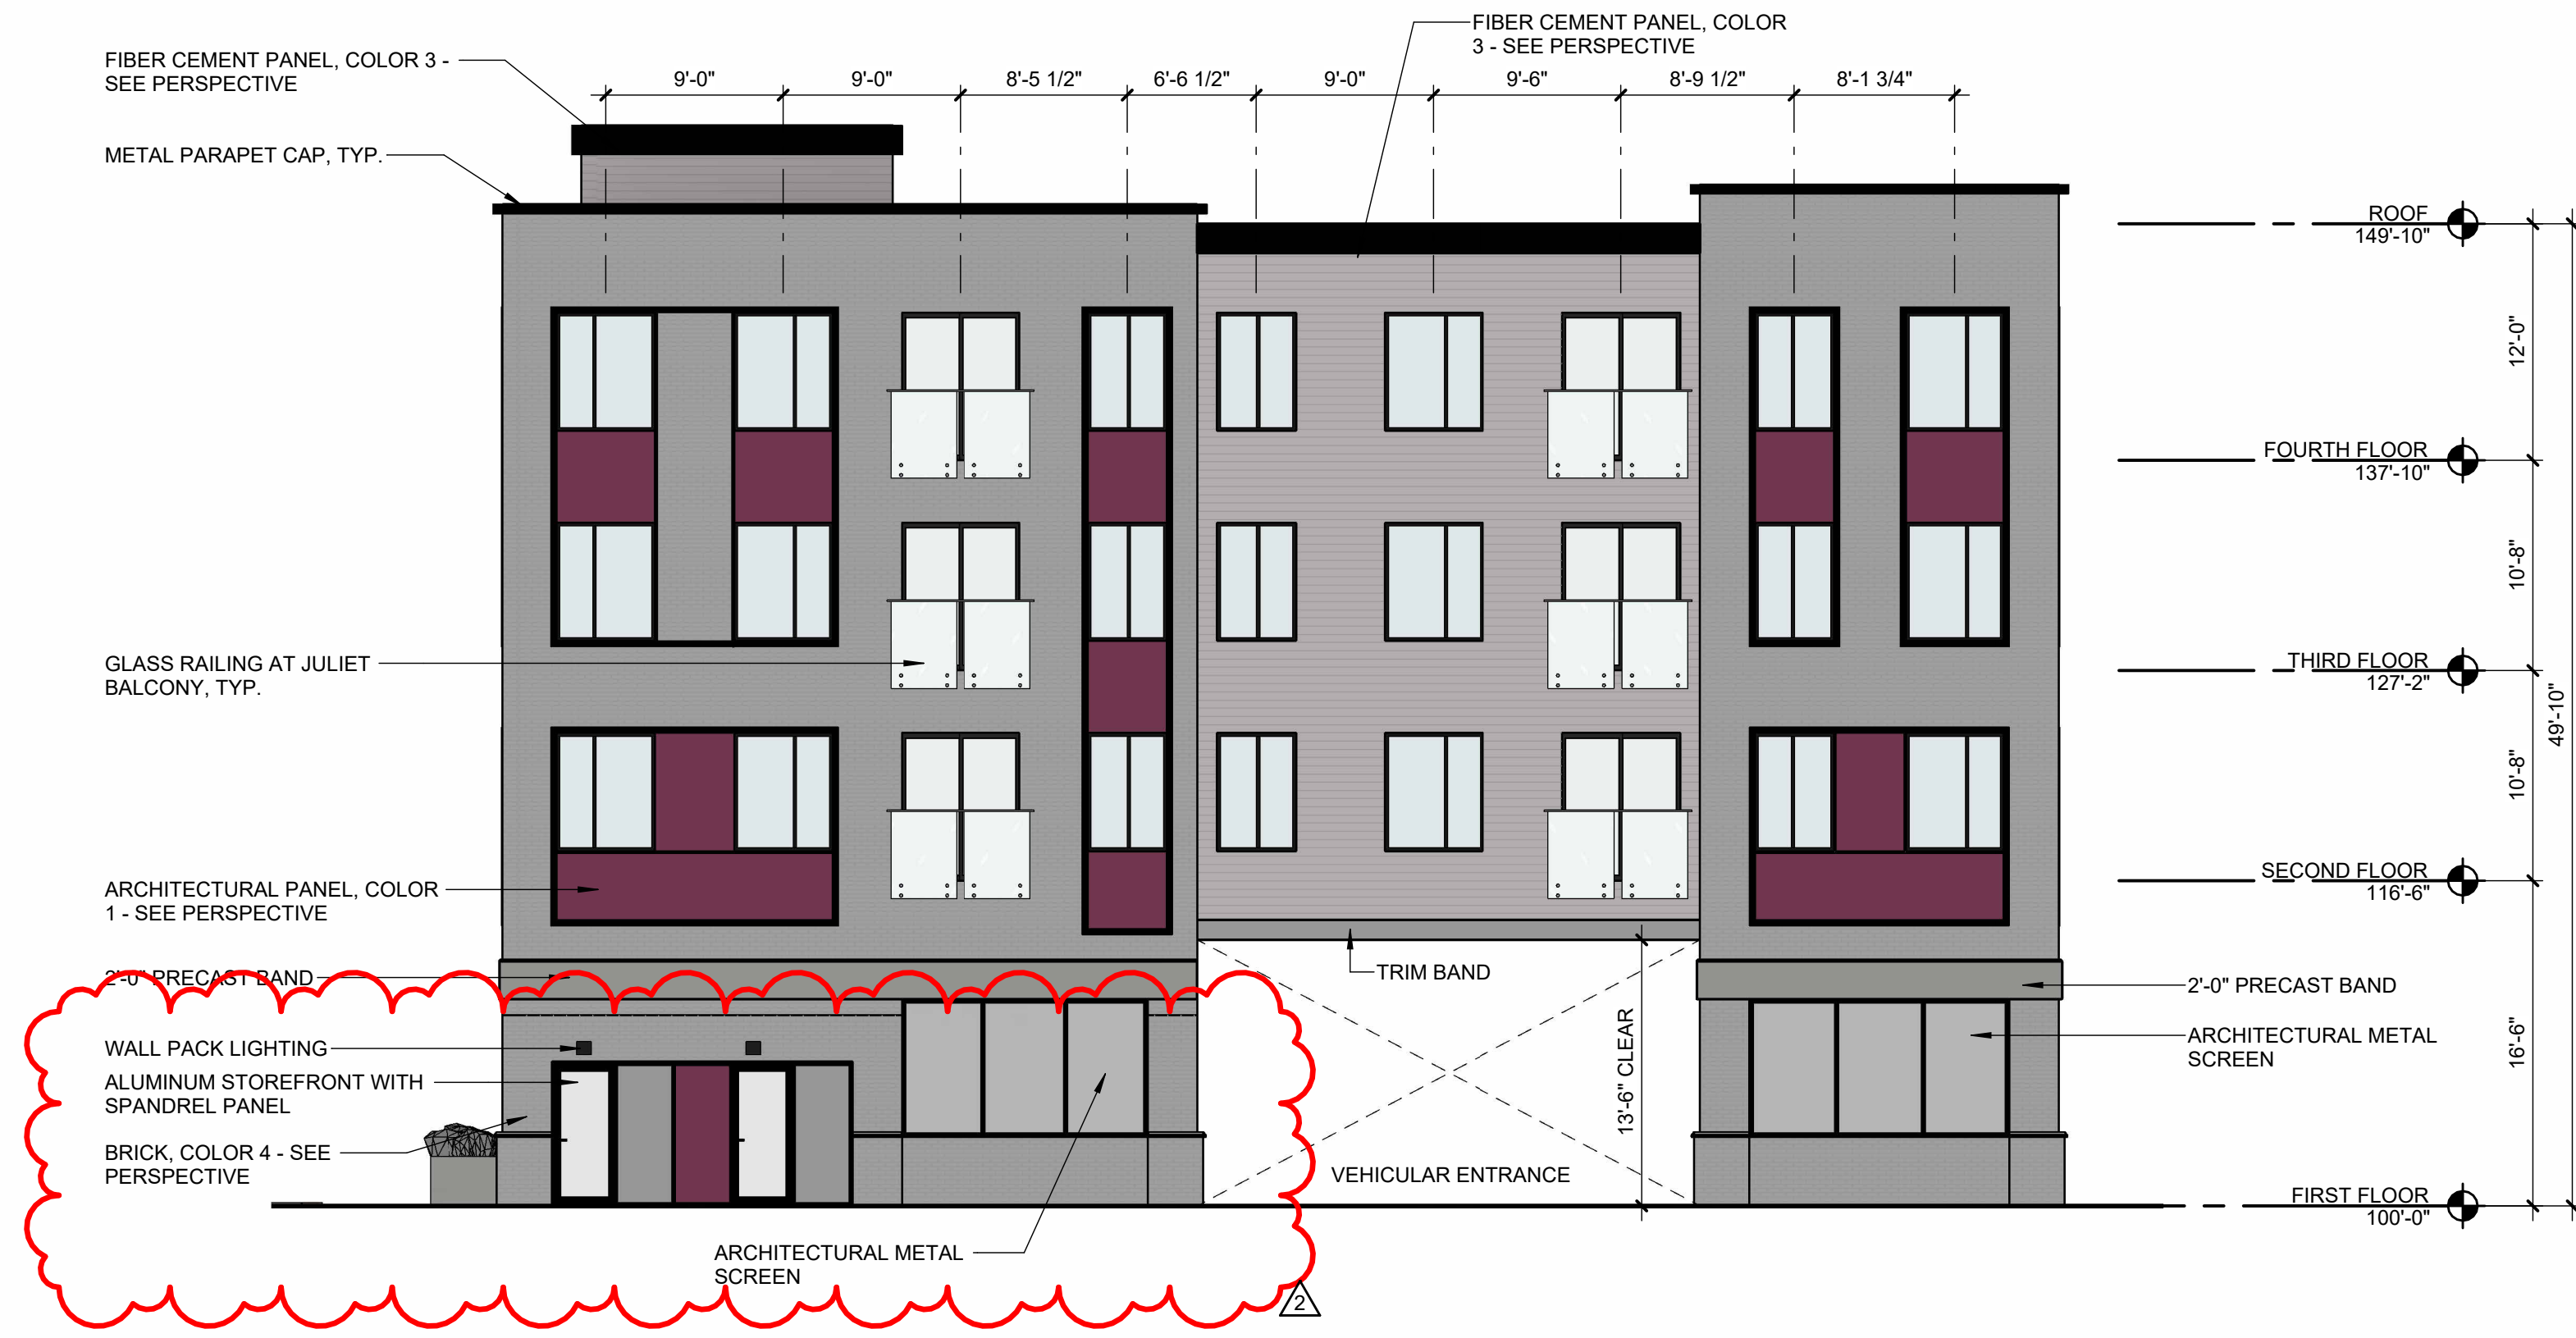 FIBER CEMENT PANEL, COLOR
3 - SEE PERSPECTIVE
FIBER CEMENT PANEL, COLOR 3 -
SEE PERSPECTIVE
9'-0"
9'-0"
8'-5 1/2"
6'-6 1/2"
9'-0"
9'-6"
8'-9 1/2"
8'-1 3/4"
METAL PARAPET CAP, TYP.
ROOF
149'-10"
12'-0"
FOURTH FLOOR
137'-10"
10'-8"
GLASS RAILING AT JULIET
BALCONY, TYP.
THIRD FLOOR
127'-2"
49'-10"
10'-8"
ARCHITECTURAL PANEL, COLOR
1 - SEE PERSPECTIVE
SECOND FLOOR
116'-6"
2'-0" PRECAST BAND
TRIM BAND
2'-0" PRECAST BAND
WALL PACK LIGHTING
ALUMINUM STOREFRONT WITH
SPANDREL PANEL
13'-6" CLEAR
ARCHITECTURAL METAL
SCREEN
16'-6"
BRICK, COLOR 4 - SEE
PERSPECTIVE
VEHICULAR ENTRANCE
FIRST FLOOR
100'-0"
ARCHITECTURAL METAL
SCREEN
2